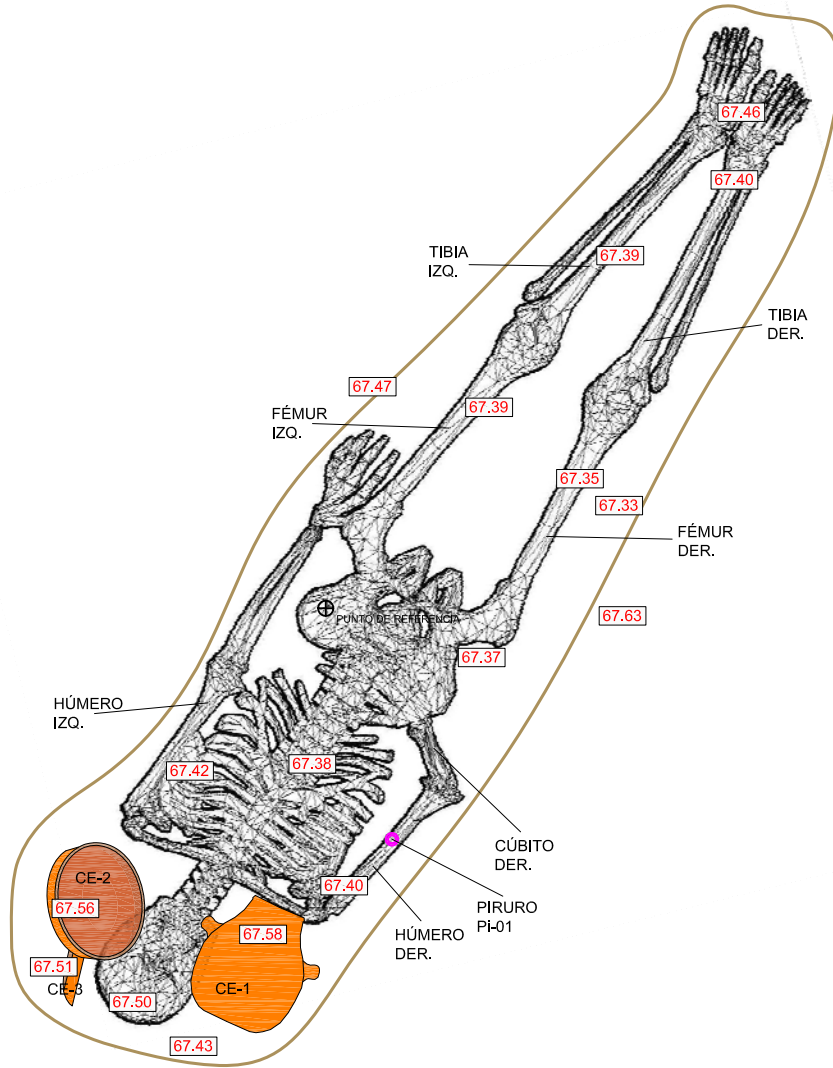 67.46
67.40
TIBIA
IZQ.
67.39
TIBIA
DER.
67.47
67.39
FÉMUR
IZQ.
67.35
67.33
FÉMUR
DER.
PUNTO DE REFERENCIA
67.63
67.37
HÚMERO
IZQ.
67.38
67.42
CÚBITO
DER.
CE-2
67.40
PIRURO
Pi-01
67.56
67.58
HÚMERO
DER.
67.51
CE-3
CE-1
67.50
67.43